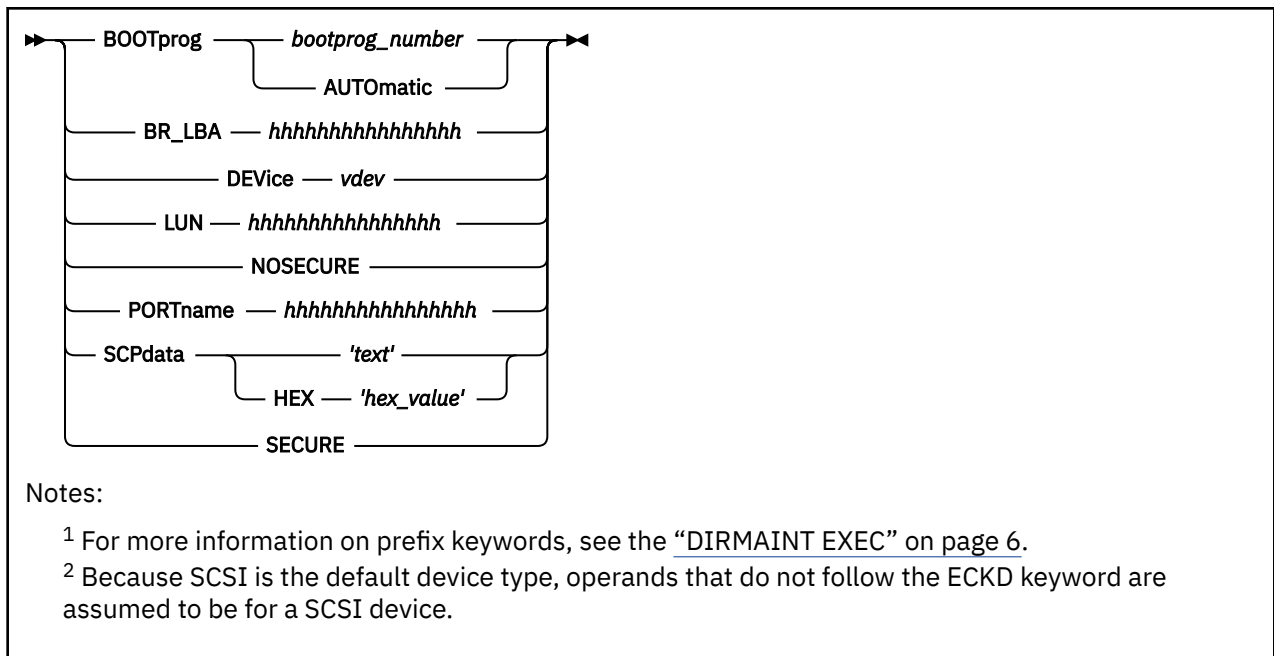 BOOTprog bootprog_number
AUTOmatic
BR_LBA hhhhhhhhhhhhhhhh
DEVice vdev
LUN hhhhhhhhhhhhhhhh
NOSECURE
PORTname hhhhhhhhhhhhhhhh
SCPdata 'text'
HEX 'hex_value'
SECURE
Notes:
1 For more information on prefix keywords, see the “DIRMAINT EXEC” on page 6.
2 Because SCSI is the default device type, operands that do not follow the ECKD keyword are
assumed to be for a SCSI device.